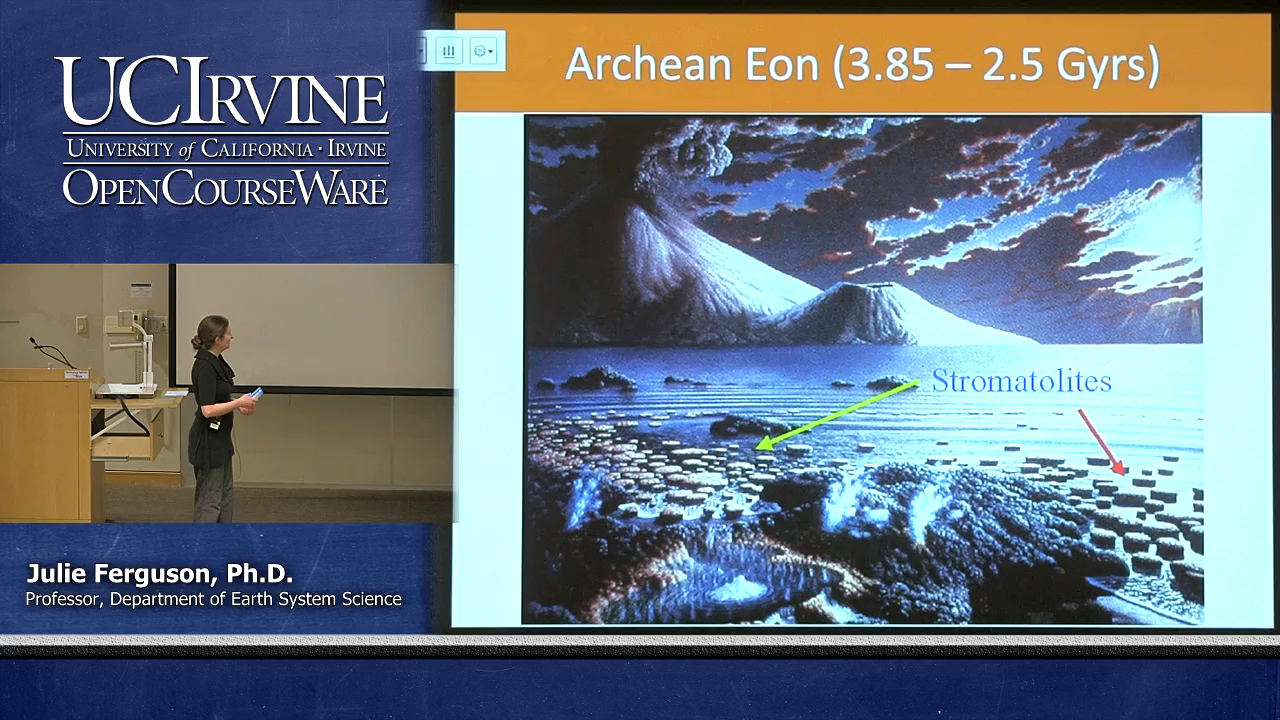 UCIRVINE
UNIVERSITY of CALIFORNIA · IRVINE
OPENCOURSEWARE
Archean Eon (3.85 – 2.5 Gyrs)
Stromatolites
Julie Ferguson, Ph.D.
Professor, Department of Earth System Science